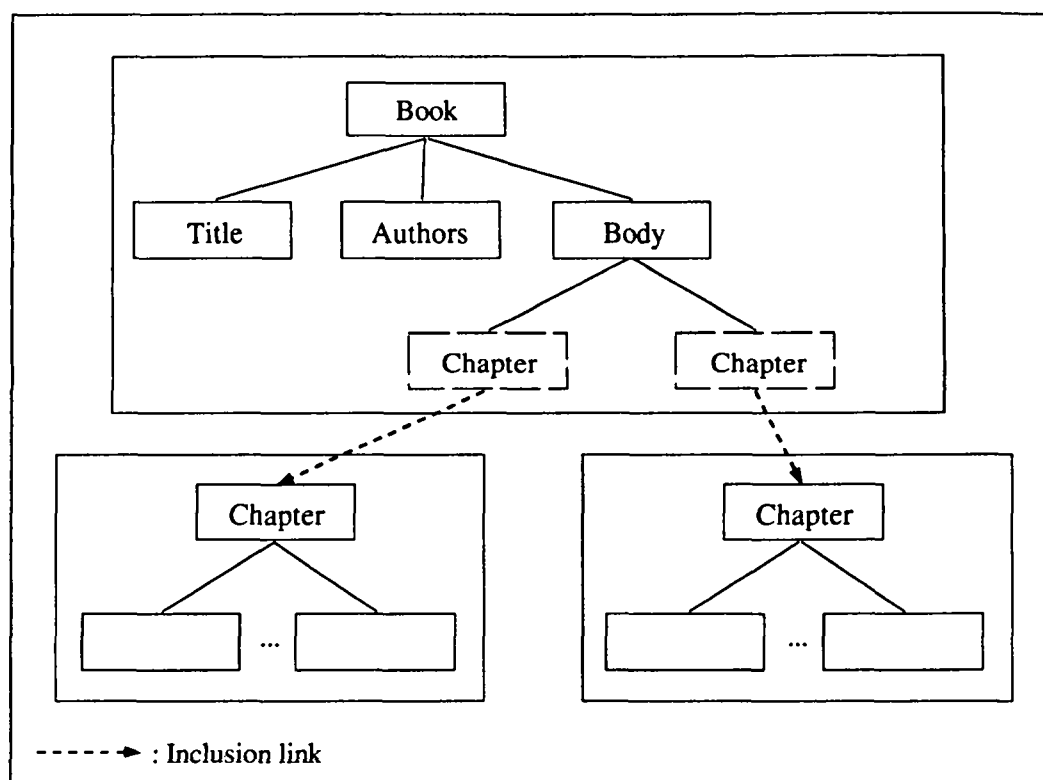 Book
Title Authors Body
Chapter Chapter
Chapter Chapter
... ...
: Inclusion link